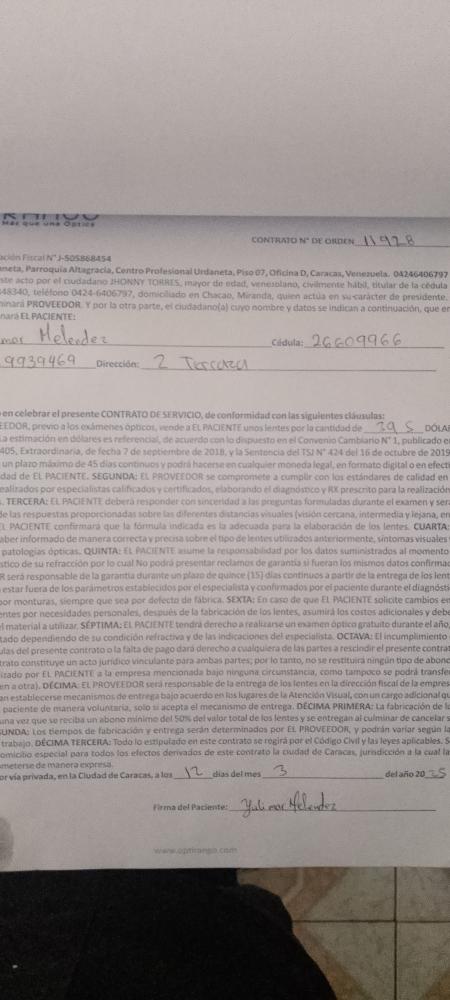 Más que una Óptica
CONTRATO N° DE ORDEN 11928
ación Fiscal N° J-505868454
neta, Parroquia Altagracia, Centro Profesional Urdaneta, Piso 07, Oficina D, Caracas, Venezuela. 04246406797
ste acto por el ciudadano JHONNY TORRES, mayor de edad, venezolano, civilmente hábil, titular de la cédula
48340, teléfono 0424-6406797, domiciliado en Chacao, Miranda, quien actúa en su carácter de presidente.
minará PROVEEDOR. Y por la otra parte, el ciudadano(a) cuyo nombre y datos se indican a continuación, que en
nará EL PACIENTE:
mar Melendez Cédula: 26609966
9939469 Dirección: 2 Terraza
en celebrar el presente CONTRATO DE SERVICIO, de conformidad con las siguientes cláusulas:
EEDOR, previo a los exámenes ópticos, vende a EL PACIENTE unos lentes por la cantidad de 39 5 DÓLA
La estimación en dólares es referencial, de acuerdo con lo dispuesto en el Convenio Cambiario N° 1, publicado e
405, Extraordinaria, de fecha 7 de septiembre de 2018, y la Sentencia del TSJ N° 424 del 16 de octubre de 2019
un plazo máximo de 45 días continuos y podrá hacerse en cualquier moneda legal, en formato digital o en efecti
dad de EL PACIENTE. SEGUNDA: EL PROVEEDOR se compromete a cumplir con los estándares de calidad en
ealizados por especialistas calificados y certificados, elaborando el diagnóstico y RX prescrito para la realización
. TERCERA: EL PACIENTE deberá responder con sinceridad a las preguntas formuladas durante el examen y ser
de las respuestas proporcionadas sobre las diferentes distancias visuales (visión cercana, intermedia y lejana, en
L PACIENTE confirmará que la fórmula indicada es la adecuada para la elaboración de los lentes. CUARTA:
aber informado de manera correcta y precisa sobre el tipo de lentes utilizados anteriormente, síntomas visuales
patologías ópticas. QUINTA: EL PACIENTE asume la responsabilidad por los datos suministrados al momento
stico de su refracción por lo cual No podrá presentar reclamos de garantía si fueran los mismos datos confirmad
R será responsable de la garantía durante un plazo de quince (15) días continuos a partir de la entrega de los lent
estar fuera de los parámetros establecidos por el especialista y confirmados por el paciente durante el diagnósti
por monturas, siempre que sea por defecto de fábrica. SEXTA: En caso de que EL PACIENTE solicite cambios en
entes por necesidades personales, después de la fabricación de los lentes, asumirá los costos adicionales y debe
l material a utilizar. SÉPTIMA: EL PACIENTE tendrá derecho a realizarse un examen óptico gratuito durante el año,
tado dependiendo de su condición refractiva y de las indicaciones del especialista. OCTAVA: El incumplimiento
ulas del presente contrato o la falta de pago dará derecho a cualquiera de las partes a rescindir el presente contrat
trato constituye un acto jurídico vinculante para ambas partes; por lo tanto, no se restituirá ningún tipo de abono
izado por EL PACIENTE a la empresa mencionada bajo ninguna circunstancia, como tampoco se podrá transfe
en a otra). DÉCIMA: EL PROVEEDOR será responsable de la entrega de los lentes en la dirección fiscal de la empres
an establecerse mecanismos de entrega bajo acuerdo en los lugares de la Atención Visual, con un cargo adicional qu
paciente de manera voluntaria, solo si acepta el mecanismo de entrega. DÉCIMA PRIMERA: La fabricación de l
una vez que se reciba un abono mínimo del 50% del valor total de los lentes y se entregan al culminar de cancelar s
GUNDA: Los tiempos de fabricación y entrega serán determinados por EL PROVEEDOR, y podrán variar según la
trabajo. DÉCIMA TERCERA: Todo lo estipulado en este contrato se regirá por el Código Civil y las leyes aplicables. S
omicilio especial para todos los efectos derivados de este contrato la ciudad de Caracas, jurisdicción a la cual la
meterse de manera expresa.
or vía privada, en la Ciudad de Caracas, a los 12 días del mes 3 del año 2025
Firma del Paciente: Yulimar Melendez
www.optirango.com